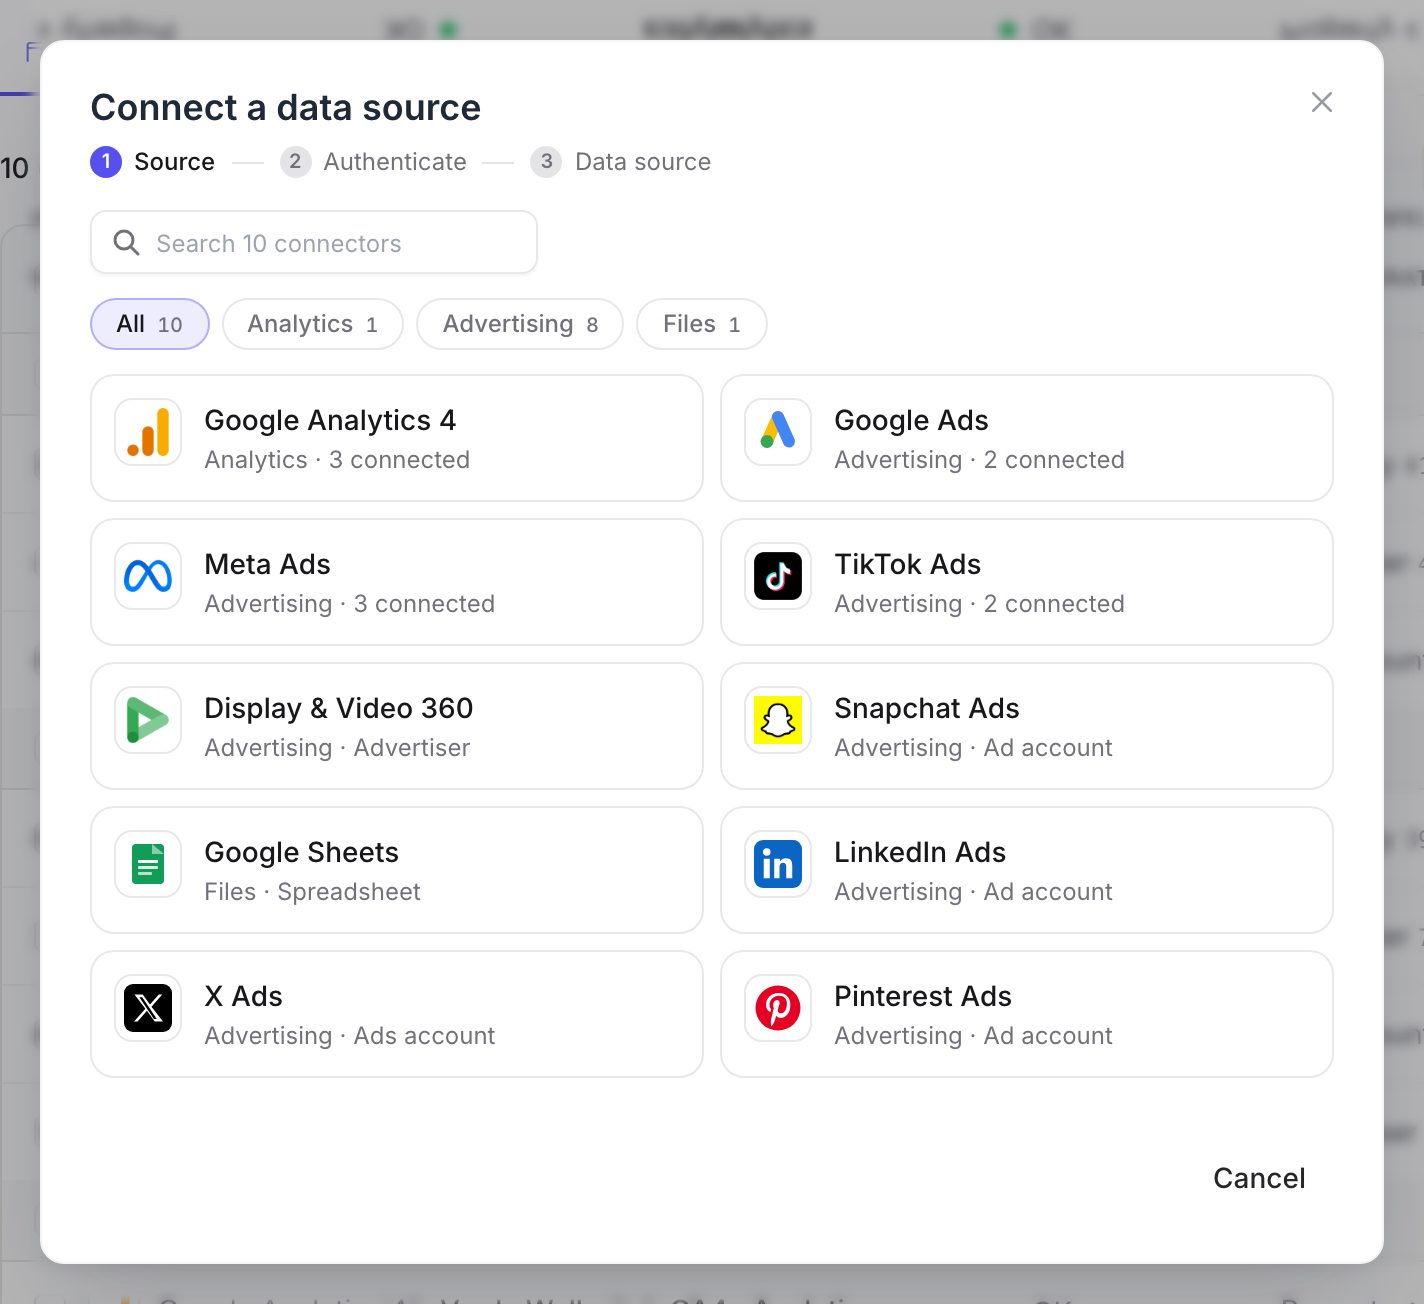 10
Connect a data source
1 Source 2 Authenticate 3 Data source
Search 10 connectors
All 10 Analytics 1 Advertising 8 Files 1
Google Analytics 4
Analytics · 3 connected
Google Ads
Advertising · 2 connected
Meta Ads
Advertising · 3 connected
TikTok Ads
Advertising · 2 connected
Display & Video 360
Advertising · Advertiser
Snapchat Ads
Advertising · Ad account
Google Sheets
Files · Spreadsheet
LinkedIn Ads
Advertising · Ad account
X Ads
Advertising · Ads account
Pinterest Ads
Advertising · Ad account
Cancel